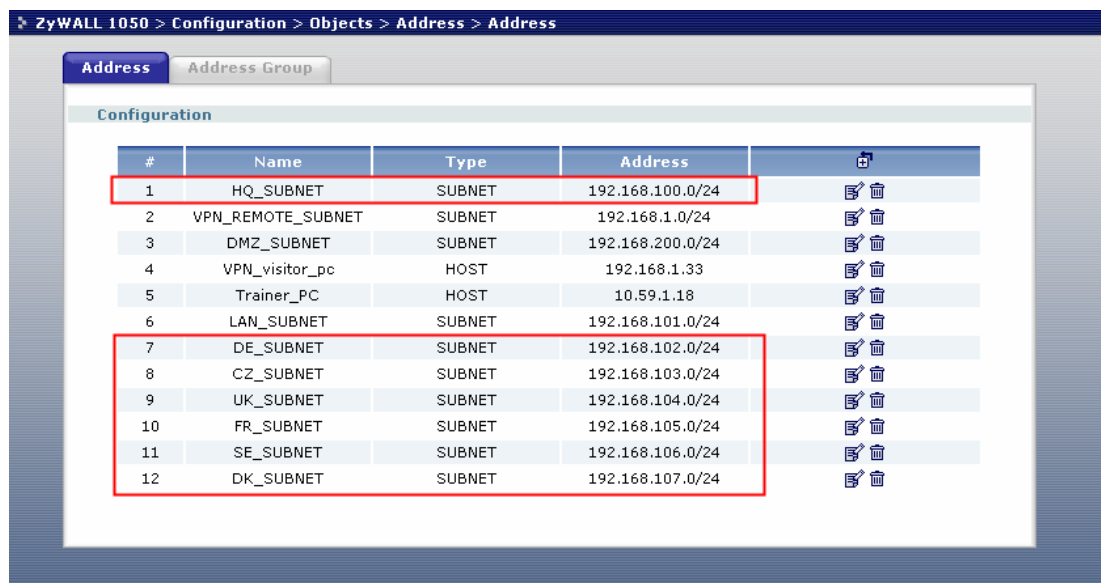 ZyWALL 1050 > Configuration > Objects > Address > Address
Address Address Group
Configuration
# Name Type Address
1 HQ_SUBNET SUBNET 192.168.100.0/24
2 VPN_REMOTE_SUBNET SUBNET 192.168.1.0/24
3 DMZ_SUBNET SUBNET 192.168.200.0/24
4 VPN_visitor_pc HOST 192.168.1.33
5 Trainer_PC HOST 10.59.1.18
6 LAN_SUBNET SUBNET 192.168.101.0/24
7 DE_SUBNET SUBNET 192.168.102.0/24
8 CZ_SUBNET SUBNET 192.168.103.0/24
9 UK_SUBNET SUBNET 192.168.104.0/24
10 FR_SUBNET SUBNET 192.168.105.0/24
11 SE_SUBNET SUBNET 192.168.106.0/24
12 DK_SUBNET SUBNET 192.168.107.0/24